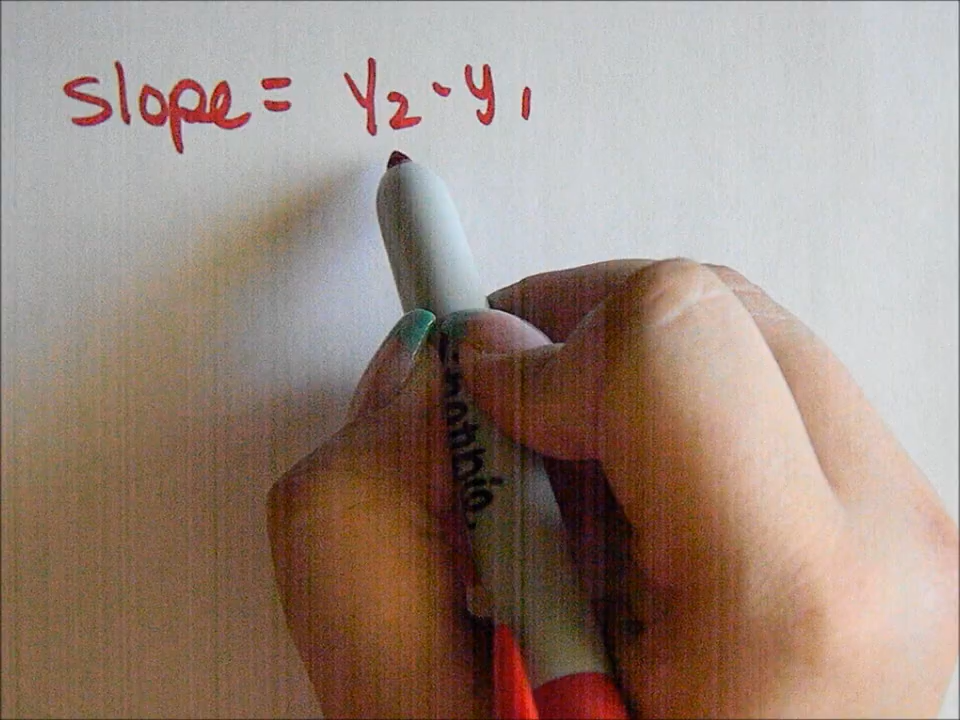 slope = y₂ - y₁